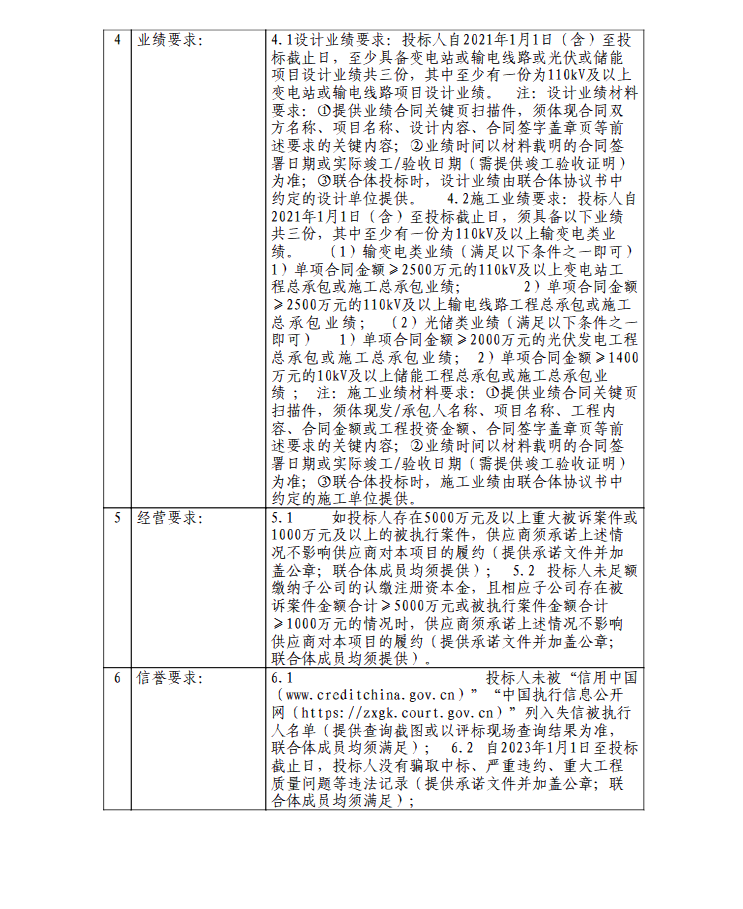 4 业绩要求: 4.1设计业绩要求：投标人自2021年1月1日（含）至投
标截止日，至少具备变电站或输电线路或光伏或储能
项目设计业绩共三份，其中至少有一份为110kV及以上
变电站或输电线路项目设计业绩。 注：设计业绩材料
要求：①提供业绩合同关键页扫描件，须体现合同双
方名称、项目名称、设计内容、合同签字盖章页等前
述要求的关键内容；②业绩时间以材料载明的合同签
署日期或实际竣工/验收日期（需提供竣工验收证明）
为准；③联合体投标时，设计业绩由联合体协议书中
约定的设计单位提供。 4.2施工业绩要求：投标人自
2021年1月1日（含）至投标截止日，须具备以下业绩
共三份，其中至少有一份为110kV及以上输变电类业
绩。 （1）输变电类业绩（满足以下条件之一即可）
1）单项合同金额≥2500万元的110kV及以上变电站工
程总承包或施工总承包业绩； 2）单项合同金额
≥2500万元的110kV及以上输电线路工程总承包或施工
总承包业绩； （2）光储类业绩（满足以下条件之一
即可） 1）单项合同金额≥2000万元的光伏发电工程
总承包或施工总承包业绩； 2）单项合同金额≥1400
万元的10kV及以上储能工程总承包或施工总承包业
绩； 注：施工业绩材料要求：①提供业绩合同关键页
扫描件，须体现发/承包人名称、项目名称、工程内
容、合同金额或工程投资金额、合同签字盖章页等前
述要求的关键内容；②业绩时间以材料载明的合同签
署日期或实际竣工/验收日期（需提供竣工验收证明）
为准；③联合体投标时，施工业绩由联合体协议书中
约定的施工单位提供。
5 经营要求: 5.1 如投标人存在5000万元及以上重大被诉案件或
1000万元及以上的被执行案件，供应商须承诺上述情
况不影响供应商对本项目的履约（提供承诺文件并加
盖公章；联合体成员均须提供）； 5.2 投标人未足额
缴纳子公司的认缴注册资本金，且相应子公司存在被
诉案件金额合计≥5000万元或被执行案件金额合计
≥1000万元的情况时，供应商须承诺上述情况不影响
供应商对本项目的履约（提供承诺文件并加盖公章；
联合体成员均须提供）。
6 信誉要求: 6.1 投标人未被“信用中国
（www.creditchina.gov.cn）”“中国执行信息公开
网（https://zxgk.court.gov.cn）”列入失信被执行
人名单（提供查询截图或以评标现场查询结果为准，
联合体成员均须满足）； 6.2 自2023年1月1日至投标
截止日，投标人没有骗取中标、严重违约、重大工程
质量问题等违法记录（提供承诺文件并加盖公章；联
合体成员均须满足）；